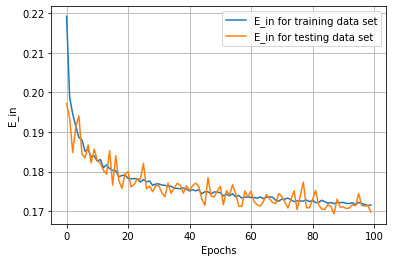 0.22
0.21
0.20
0.19
0.18
0.17
E_in
E_in for training data set
E_in for testing data set
0 20 40 60 80 100
Epochs